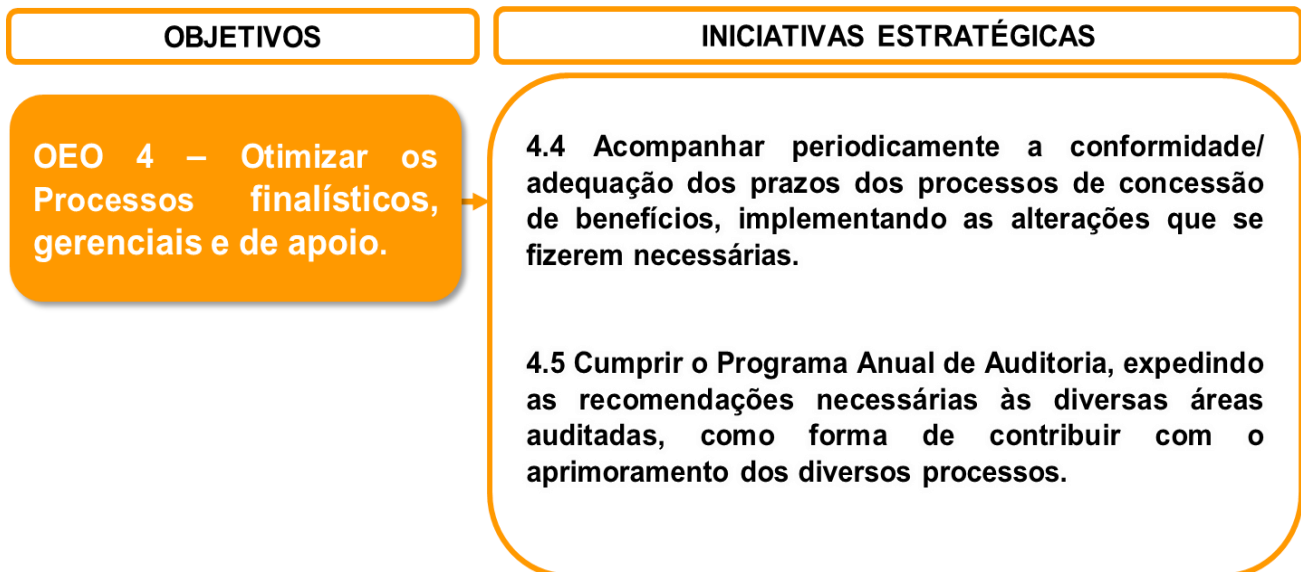 OBJETIVOS
INICIATIVAS ESTRATÉGICAS
OEO 4 – Otimizar os
Processos finalísticos,
gerenciais e de apoio.
4.4 Acompanhar periodicamente a conformidade/
adequação dos prazos dos processos de concessão
de benefícios, implementando as alterações que se
fizerem necessárias.
4.5 Cumprir o Programa Anual de Auditoria, expedindo
as recomendações necessárias às diversas áreas
auditadas, como forma de contribuir com o
aprimoramento dos diversos processos.